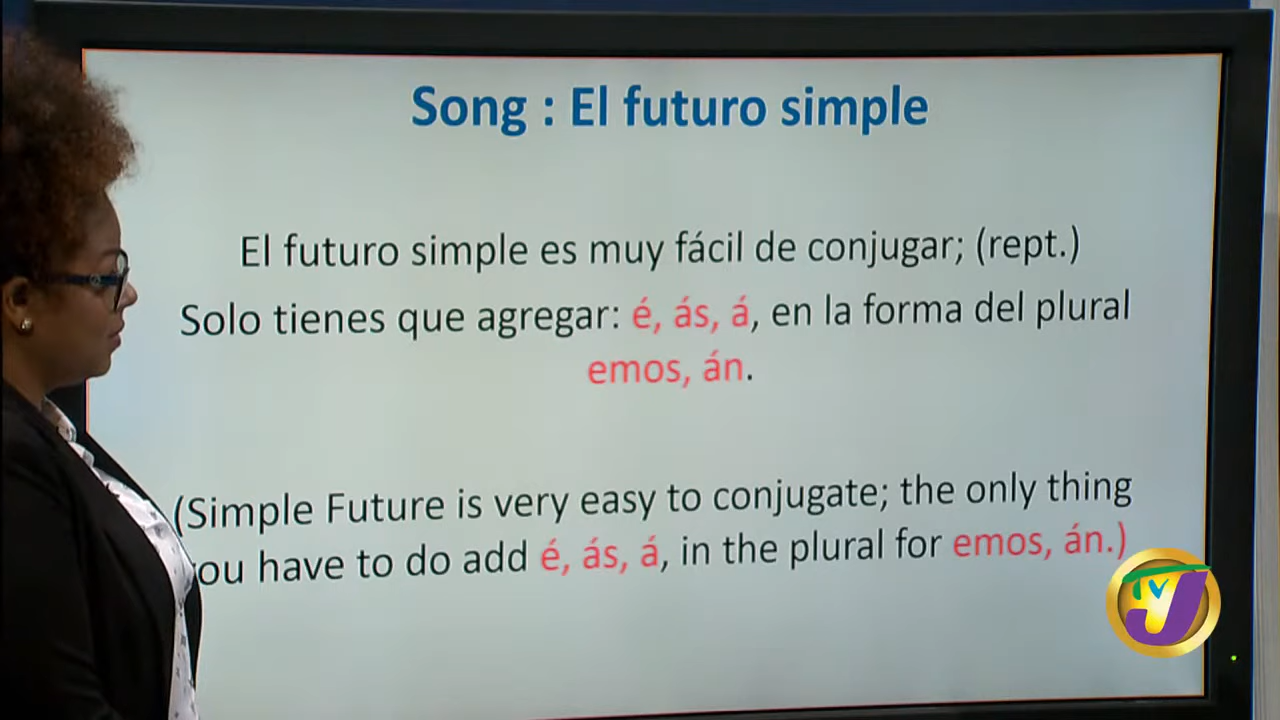 Song : El futuro simple
El futuro simple es muy fácil de conjugar; (rept.)
Solo tienes que agregar: é, ás, á, en la forma del plural
emos, án.
(Simple Future is very easy to conjugate; the only thing
ou have to do add é, ás, á, in the plural for emos, án.)
TVJ